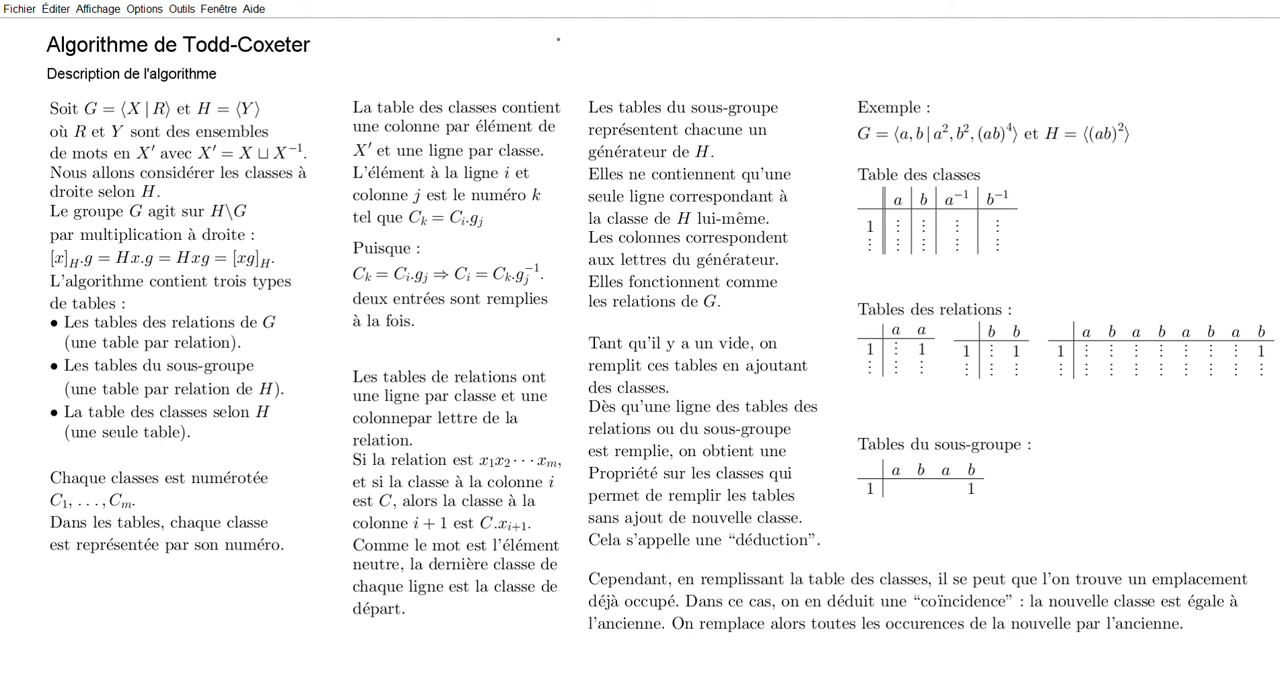 Fichier Éditer Affichage Options Outils Fenêtre Aide
Algorithme de Todd-Coxeter
Description de l'algorithme
Soit G = ⟨X | R⟩ et H = ⟨Y⟩
où R et Y sont des ensembles
de mots en X′ avec X′ = X ⊔ X⁻¹.
Nous allons considérer les classes à
droite selon H.
Le groupe G agit sur H\G
par multiplication à droite :
[x]_H.g = Hx.g = Hxg = [xg]_H.
L'algorithme contient trois types
de tables :
• Les tables des relations de G
(une table par relation).
• Les tables du sous-groupe
(une table par relation de H).
• La table des classes selon H
(une seule table).
Chaque classes est numérotée
C₁, . . . , Cₘ.
Dans les tables, chaque classe
est représentée par son numéro.
La table des classes contient
une colonne par élément de
X′ et une ligne par classe.
L'élément à la ligne i et
colonne j est le numéro k
tel que C_k = C_i.g_j
Puisque :
C_k = C_i.g_j ⇒ C_i = C_k.g_j⁻¹.
deux entrées sont remplies
à la fois.
Les tables de relations ont
une ligne par classe et une
colonnepar lettre de la
relation.
Si la relation est x₁x₂ · · · xₘ,
et si la classe à la colonne i
est C, alors la classe à la
colonne i + 1 est C.x_{i+1}.
Comme le mot est l'élément
neutre, la dernière classe de
chaque ligne est la classe de
départ.
Les tables du sous-groupe
représentent chacune un
générateur de H.
Elles ne contiennent qu'une
seule ligne correspondant à
la classe de H lui-même.
Les colonnes correspondent
aux lettres du générateur.
Elles fonctionnent comme
les relations de G.
Tant qu'il y a un vide, on
remplit ces tables en ajoutant
des classes.
Dès qu'une ligne des tables des
relations ou du sous-groupe
est remplie, on obtient une
Propriété sur les classes qui
permet de remplir les tables
sans ajout de nouvelle classe.
Cela s'appelle une “déduction”.
Cependant, en remplissant la table des classes, il se peut que l'on trouve un emplacement
déjà occupé. Dans ce cas, on en déduit une “coïncidence” : la nouvelle classe est égale à
l'ancienne. On remplace alors toutes les occurences de la nouvelle par l'ancienne.
Exemple :
G = ⟨a, b | a², b², (ab)⁴⟩ et H = ⟨(ab)²⟩
Table des classes
a b a⁻¹ b⁻¹
1 ⋮ ⋮ ⋮ ⋮
⋮ ⋮ ⋮ ⋮ ⋮
Tables des relations :
a a b b a b a b a b a b
1 ⋮ 1 1 ⋮ 1 1 ⋮ ⋮ ⋮ ⋮ ⋮ ⋮ ⋮ 1
⋮ ⋮ ⋮ ⋮ ⋮ ⋮ ⋮ ⋮ ⋮ ⋮ ⋮ ⋮ ⋮ ⋮ ⋮
Tables du sous-groupe :
a b a b
1 1